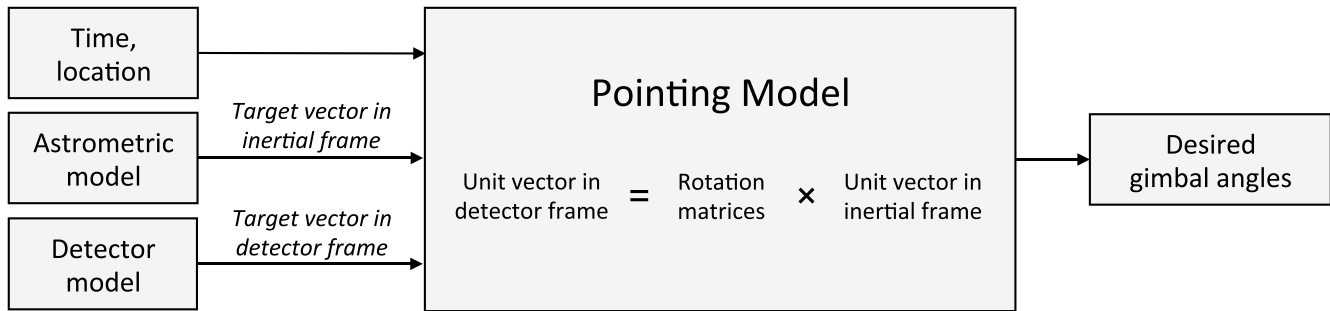 Time,
location
Target vector in
inertial frame
Astrometric
model
Target vector in
detector frame
Detector
model
Pointing Model
Unit vector in
detector frame
=
Rotation
matrices
×
Unit vector in
inertial frame
Desired
gimbal angles